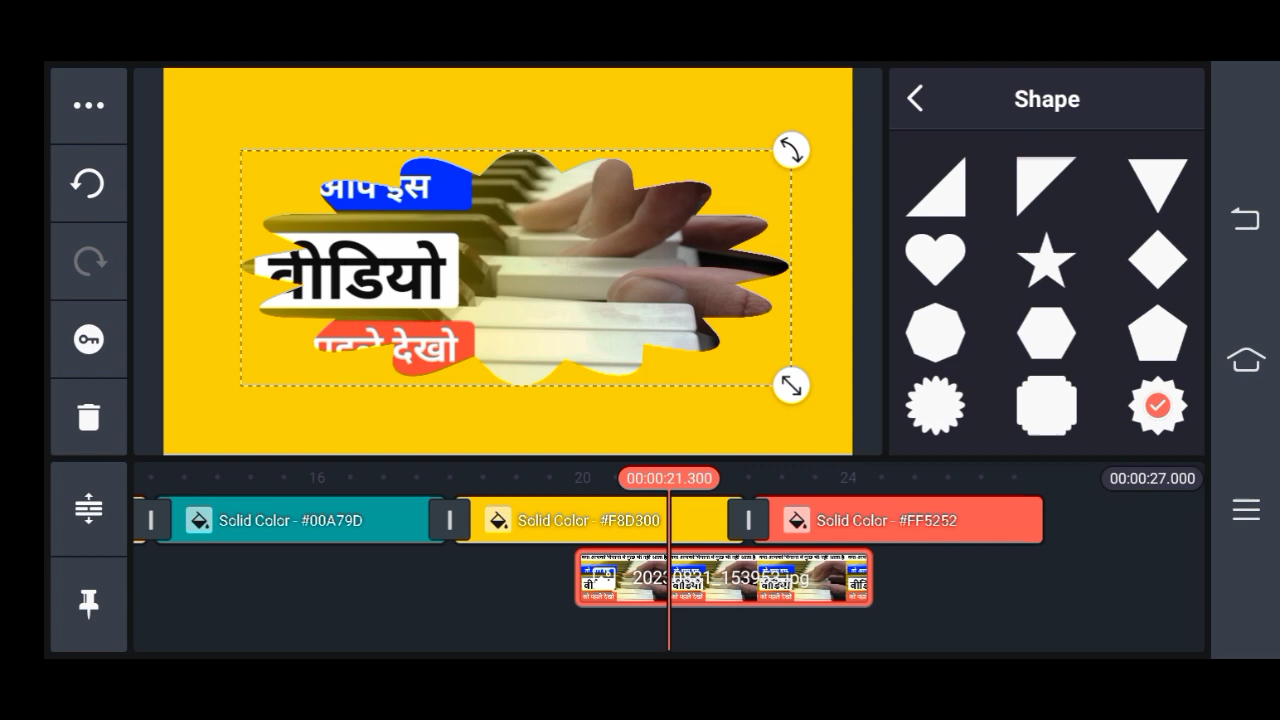 Shape
आप इस
वीडियो
पहले देखो
16
20
00:00:21.300
24
00:00:27.000
Solid Color - #00A79D
Solid Color - #F8D300
Solid Color - #FF5252